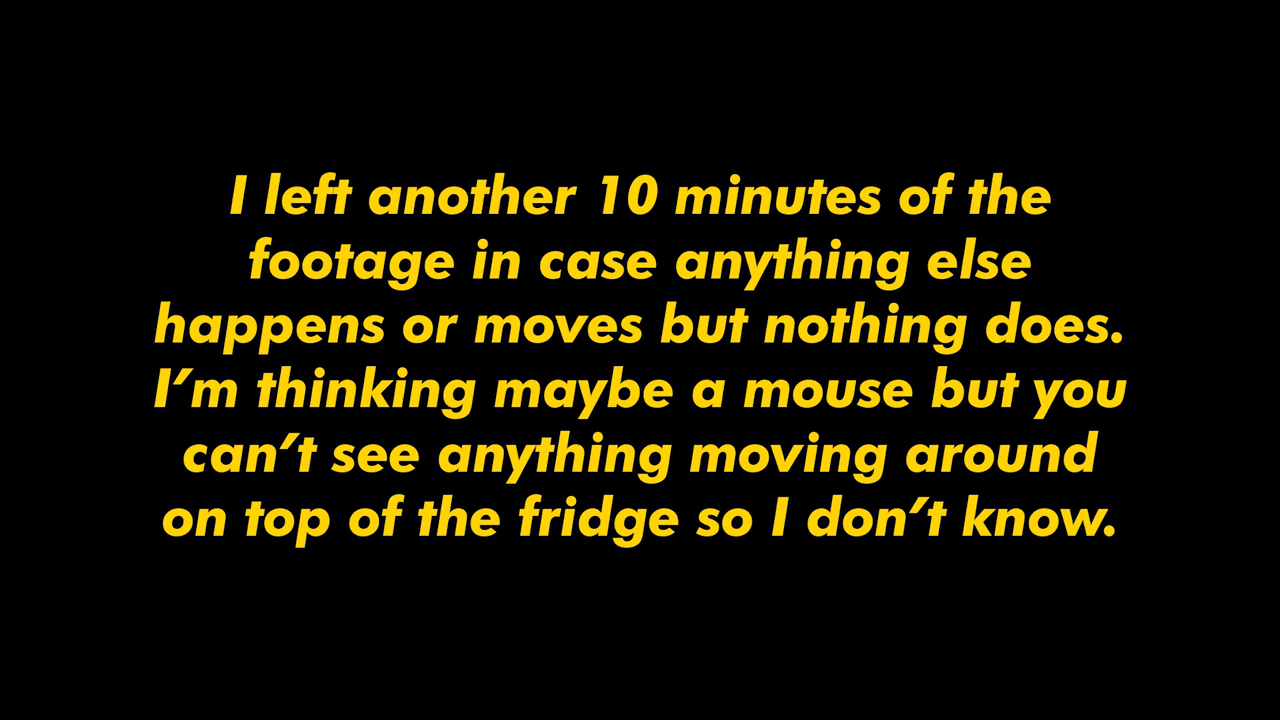 I left another 10 minutes of the
footage in case anything else
happens or moves but nothing does.
I’m thinking maybe a mouse but you
can’t see anything moving around
on top of the fridge so I don’t know.